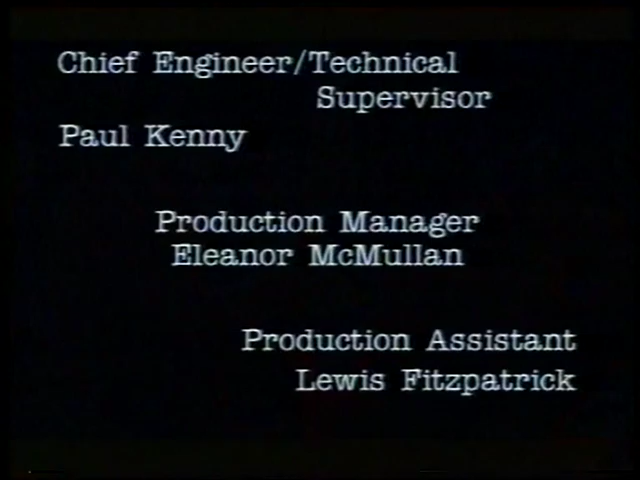 Chief Engineer/Technical
Supervisor
Paul Kenny
Production Manager
Eleanor McMullan
Production Assistant
Lewis Fitzpatrick